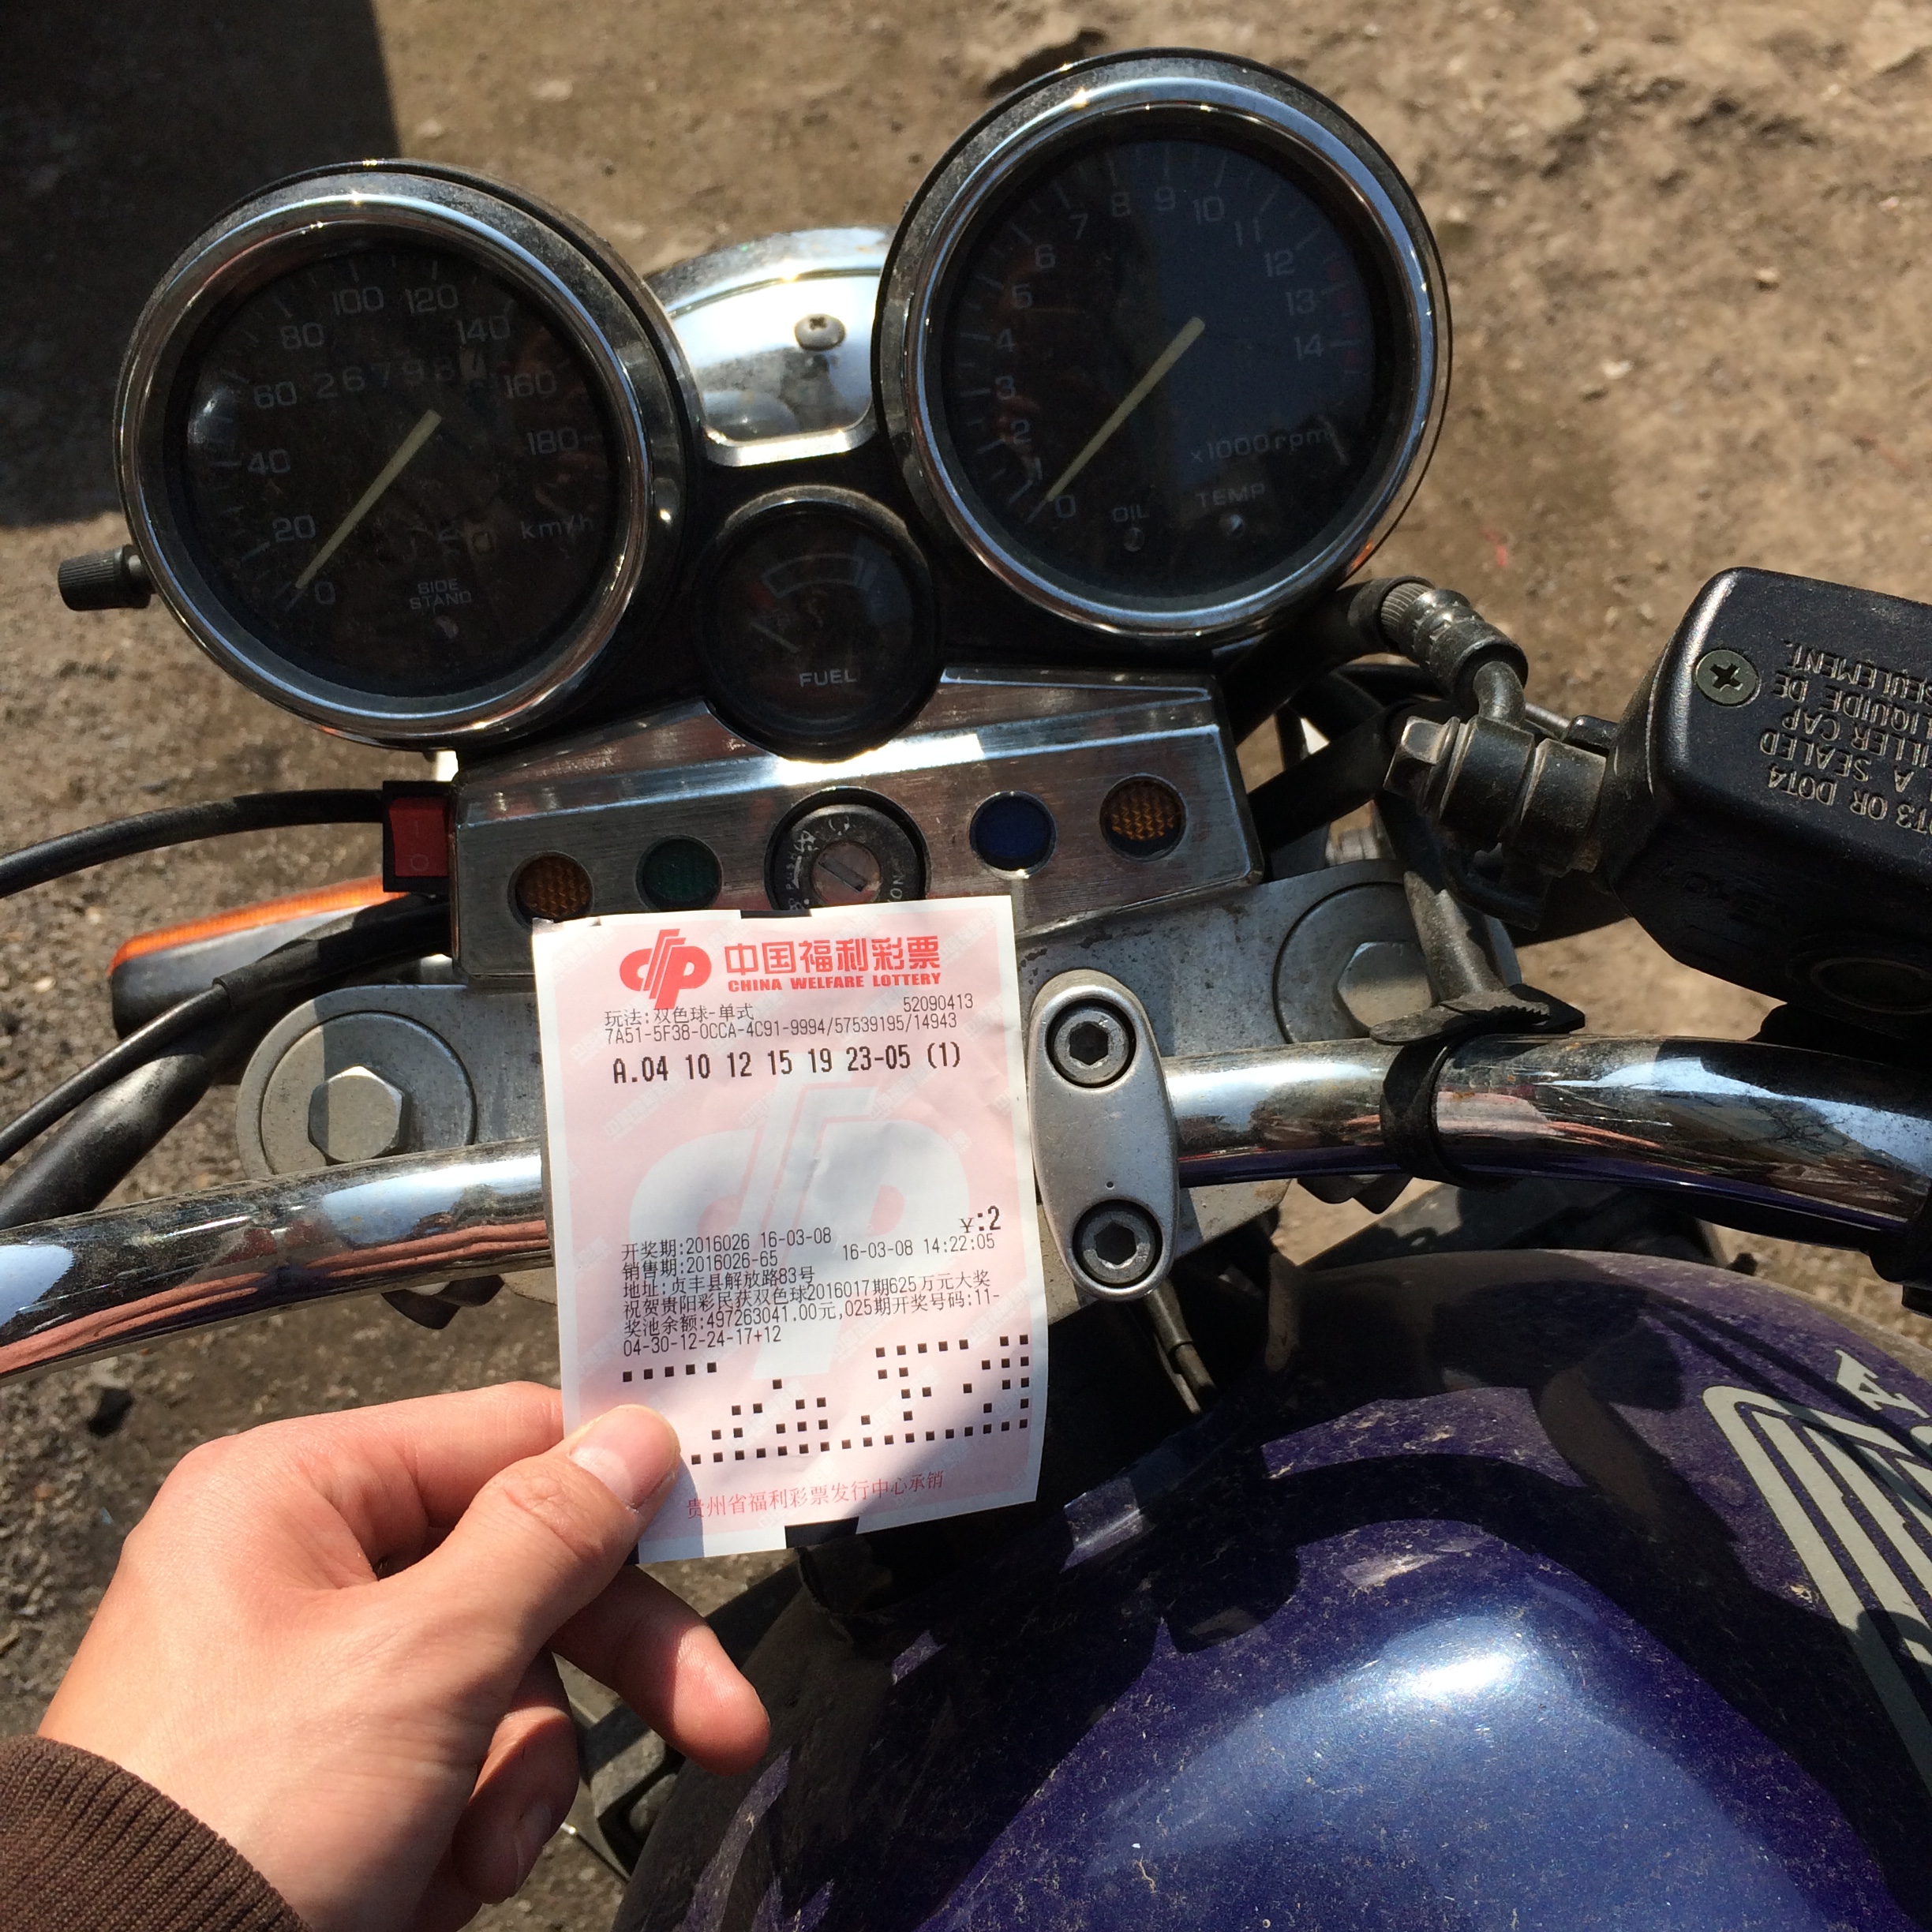 100 120
80 140
60 26798 160
40 180
20 km/h
0
SIDE
STAND
7 8 9 10
6 11
5 12
4 13
3 14
2
1 x1000rpm
0 OIL TEMP
FUEL
ON
中国福利彩票
CHINA WELFARE LOTTERY
玩法:双色球-单式 52090413
7A51-5F38-0CCA-4C91-9994/57539195/14943
A.04 10 12 15 19 23-05 (1)
¥:2
开奖期:2016026 16-03-08
销售期:2016026-65 16-03-08 14:22:05
地址:贞丰县解放路83号
祝贺贵阳彩民获双色球2016017期625万元大奖
奖池余额:497263041.00元,025期开奖号码:11-
04-30-12-24-17+12
贵州省福利彩票发行中心承销
OR DOT4
A SEALED
LIQUIDE DE